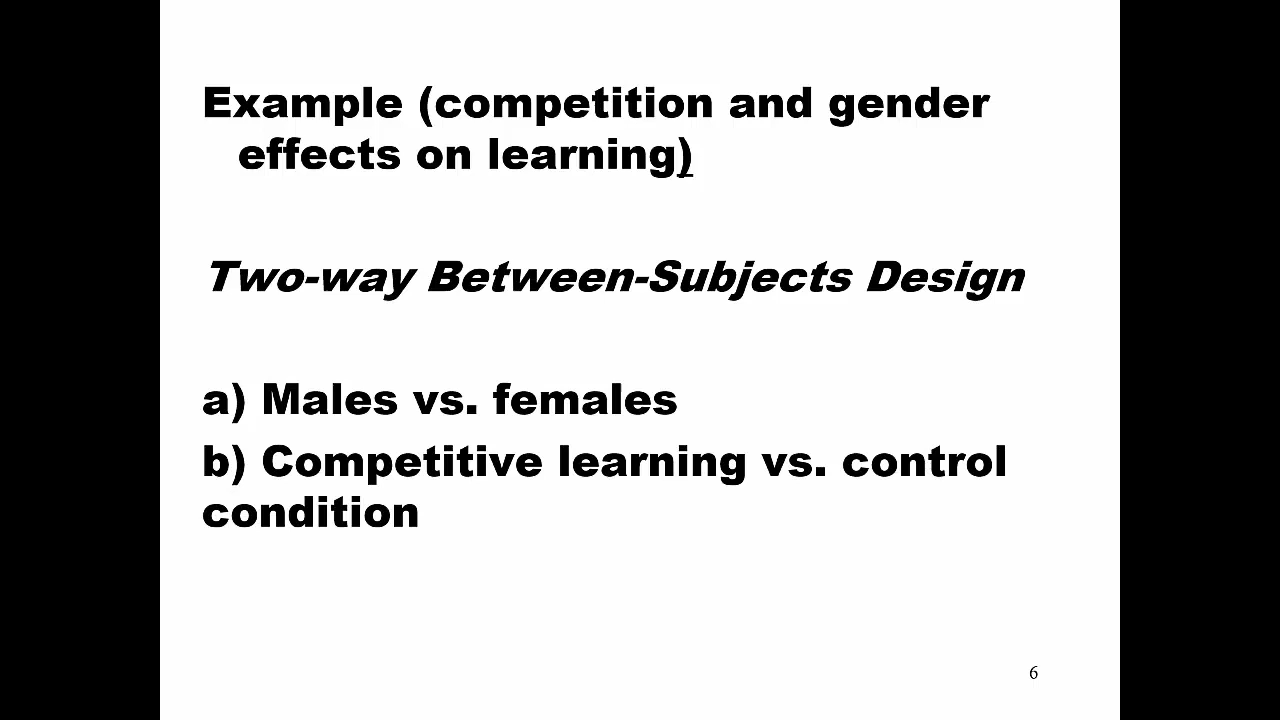 Example (competition and gender
effects on learning)
Two-way Between-Subjects Design
a) Males vs. females
b) Competitive learning vs. control
condition
6